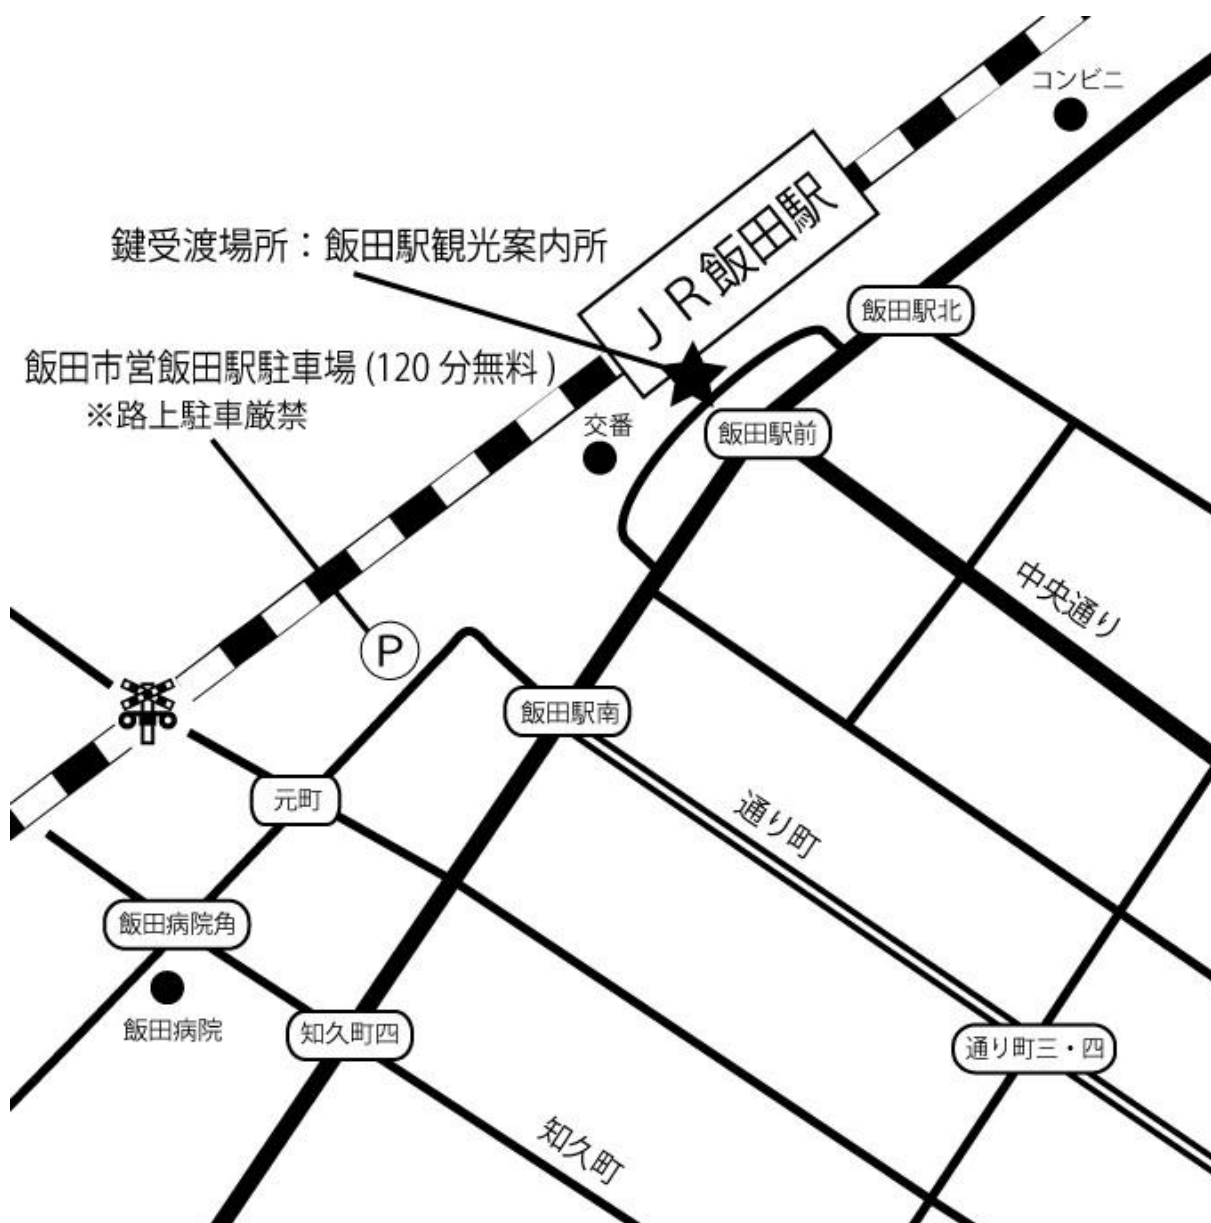 コンビニ
JR飯田駅
鍵受渡場所：飯田駅観光案内所
飯田駅北
飯田市営飯田駅駐車場(120分無料)
※路上駐車厳禁
交番
飯田駅前
中央通り
P
飯田駅南
元町
通り町
飯田病院角
飯田病院
知久町四
通り町三・四
知久町